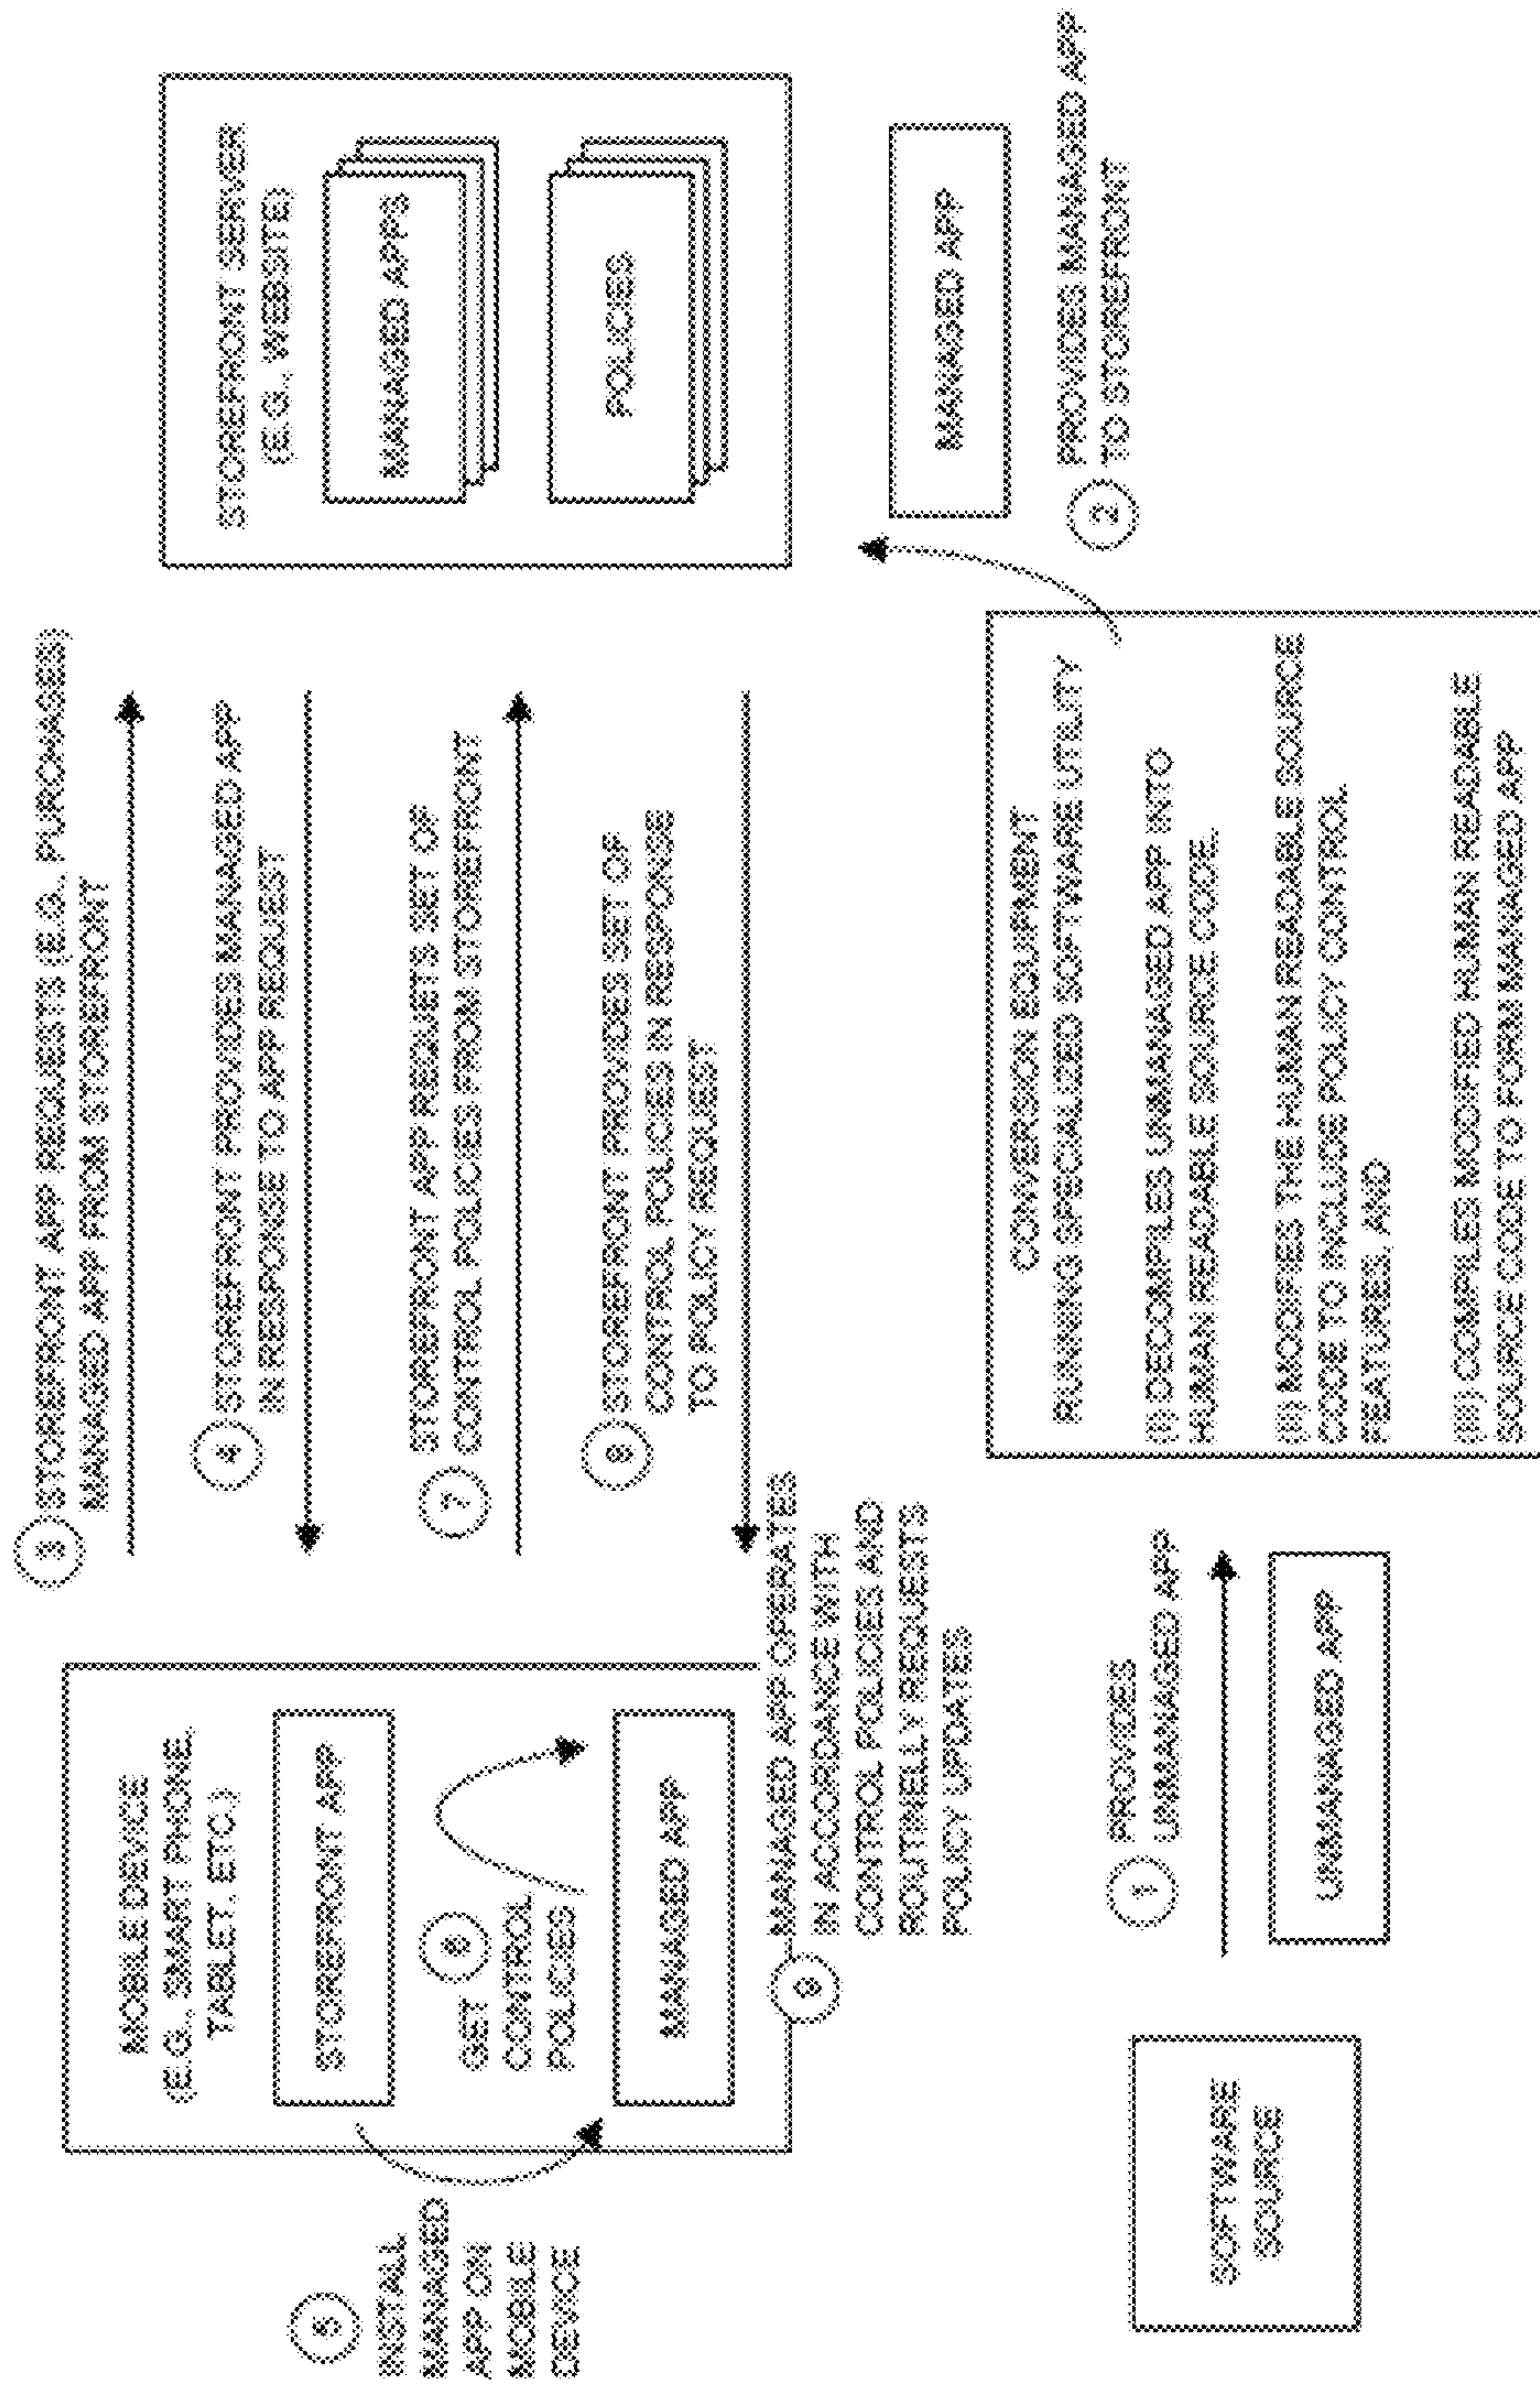 3
STOREFRONT APP REQUESTS (E.G., PURCHASES)
MANAGED APP FROM STOREFRONT
MOBILE DEVICE
(E.G., SMART PHONE,
TABLET, ETC.)
STOREFRONT APP
6
GET
CONTROL
POLICIES
MANAGED APP
5
INSTALL
MANAGED
APP ON
MOBILE
DEVICE
4
STOREFRONT PROVIDES MANAGED APP
IN RESPONSE TO APP REQUEST
7
STOREFRONT APP REQUETS SET OF
CONTROL POLICIES FROM STOREFRONT
8
STOREFRONT PROVIDES SET OF
CONTROL POLICIES IN RESPONSE
TO POLICY REQUEST
STOREFRONT SERVER
(E.G., WEBSITE)
MANAGED APPS
POLICIES
9
MANAGED APP OPERATES
IN ACCORDANCE WITH
CONTROL POLICIES AND
ROUTINELLY REQUESTS
POLICY UPDATES
MANAGED APP
2
PROVIDES MANAGED APP
TO STOREFRONT
SOFTWARE
SOURCE
1
PROVIDES
UNMANAGED APP
UNMANAGED APP
CONVERSION EQUIPMENT
RUNNING SPECIALIZED SOFTWARE UTILITY
(I) DECOMPILES UNMANAGED APP INTO
HUMAN READABLE SOURCE CODE,
(II) MODIFIES THE HUMAN READABLE SOURCE
CODE TO INCLUDE POLICY CONTROL
FEATURES, AND
(III) COMPILES MODIFIED HUMAN READABLE
SOURCE CODE TO FORM MANAGED APP